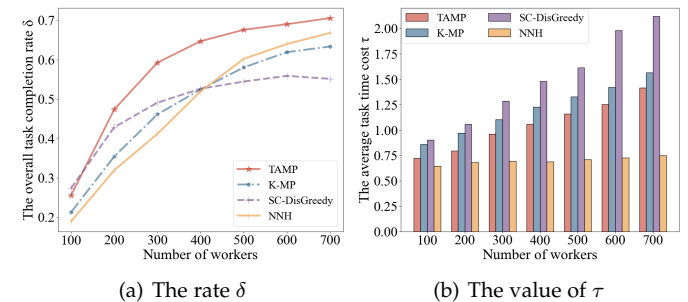 The overall task completion rate δ
0.7
0.6
0.5
0.4
0.3
0.2
TAMP
K-MP
SC-DisGreedy
NNH
100 200 300 400 500 600 700
Number of workers
(a) The rate δ
The average task time cost τ
2.00
1.75
1.50
1.25
1.00
0.75
0.50
0.25
0.00
TAMP SC-DisGreedy
K-MP NNH
100 200 300 400 500 600 700
Number of workers
(b) The value of τ